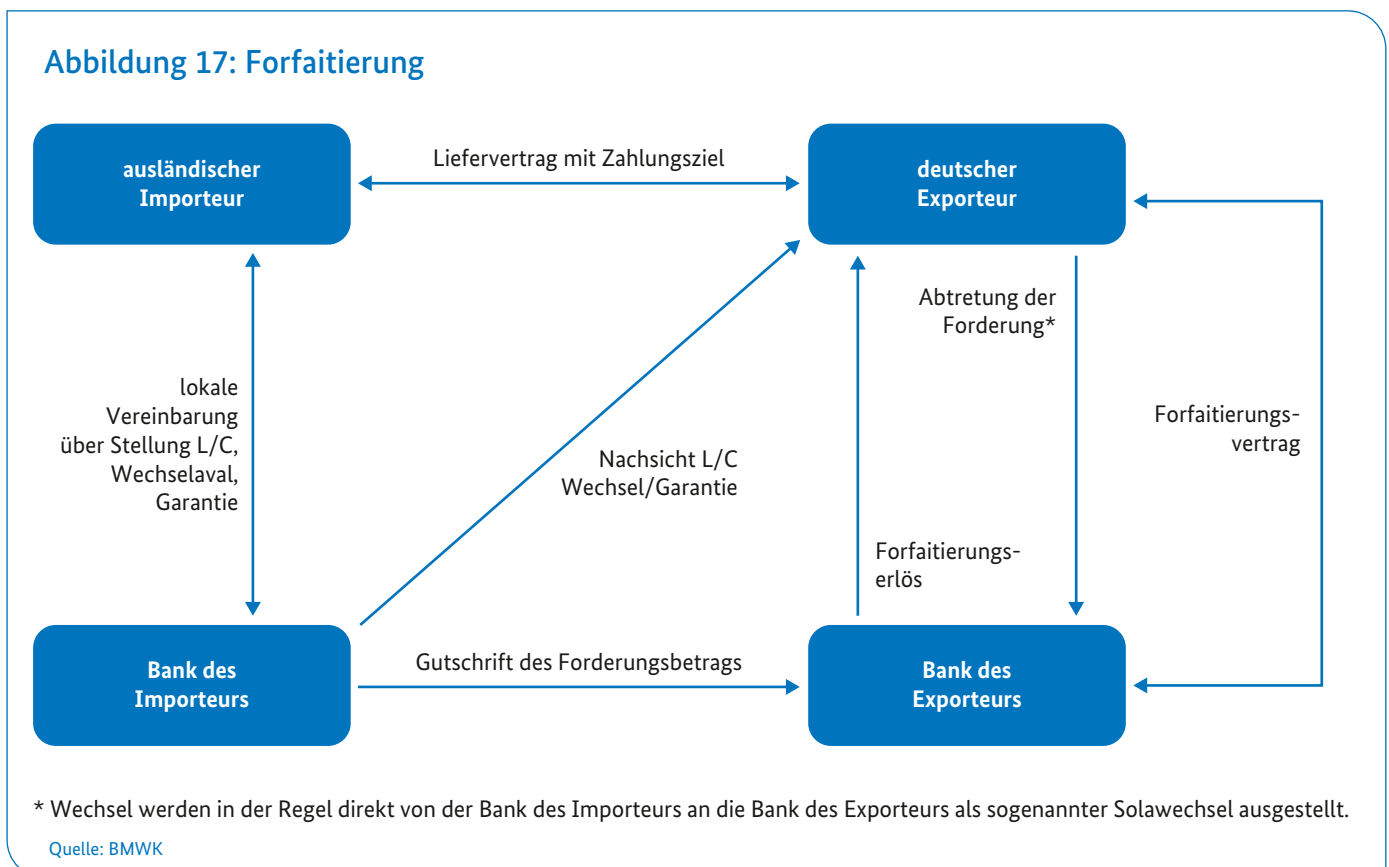 Abbildung 17: Forfaitierung
ausländischer
Importeur
Liefervertrag mit Zahlungsziel
deutscher
Exporteur
lokale
Vereinbarung
über Stellung L/C,
Wechselaval,
Garantie
Nachsicht L/C
Wechsel/Garantie
Abtretung der
Forderung*
Forfaitierungs-
erlös
Forfaitierungs-
vertrag
Bank des
Importeurs
Gutschrift des Forderungsbetrags
Bank des
Exporteurs
* Wechsel werden in der Regel direkt von der Bank des Importeurs an die Bank des Exporteurs als sogenannter Solawechsel ausgestellt.
Quelle: BMWK